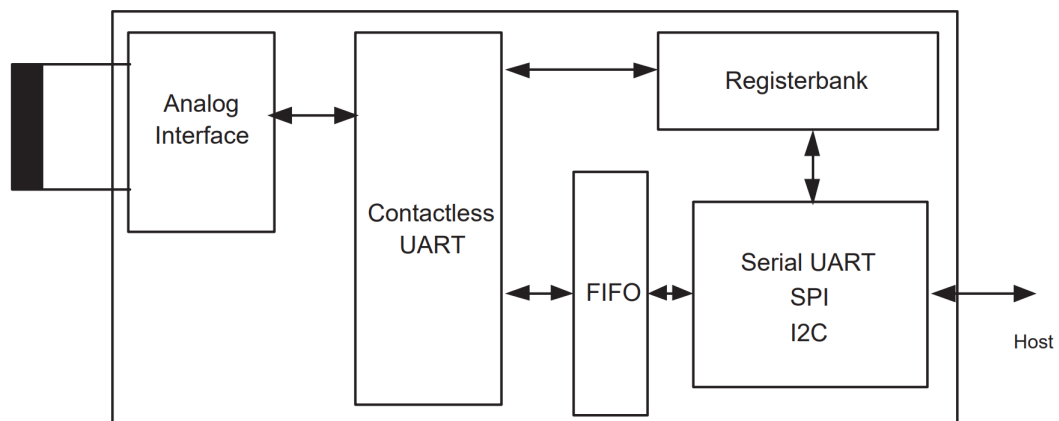 Analog
Interface
Contactless
UART
Registerbank
FIFO
Serial UART
SPI
I2C
Host